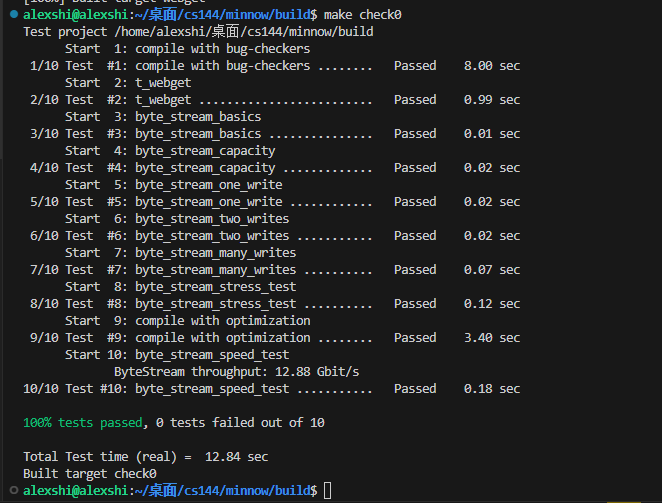 [100%] Built target webget
alexshi@alexshi:~/桌面/cs144/minnow/build$ make check0
Test project /home/alexshi/桌面/cs144/minnow/build
      Start  1: compile with bug-checkers
 1/10 Test  #1: compile with bug-checkers ........   Passed    8.00 sec
      Start  2: t_webget
 2/10 Test  #2: t_webget .........................   Passed    0.99 sec
      Start  3: byte_stream_basics
 3/10 Test  #3: byte_stream_basics ...............   Passed    0.01 sec
      Start  4: byte_stream_capacity
 4/10 Test  #4: byte_stream_capacity .............   Passed    0.02 sec
      Start  5: byte_stream_one_write
 5/10 Test  #5: byte_stream_one_write ............   Passed    0.02 sec
      Start  6: byte_stream_two_writes
 6/10 Test  #6: byte_stream_two_writes ...........   Passed    0.02 sec
      Start  7: byte_stream_many_writes
 7/10 Test  #7: byte_stream_many_writes ..........   Passed    0.07 sec
      Start  8: byte_stream_stress_test
 8/10 Test  #8: byte_stream_stress_test ..........   Passed    0.12 sec
      Start  9: compile with optimization
 9/10 Test  #9: compile with optimization ........   Passed    3.40 sec
      Start 10: byte_stream_speed_test
             ByteStream throughput: 12.88 Gbit/s
10/10 Test #10: byte_stream_speed_test ...........   Passed    0.18 sec

100% tests passed, 0 tests failed out of 10

Total Test time (real) =  12.84 sec
Built target check0
alexshi@alexshi:~/桌面/cs144/minnow/build$